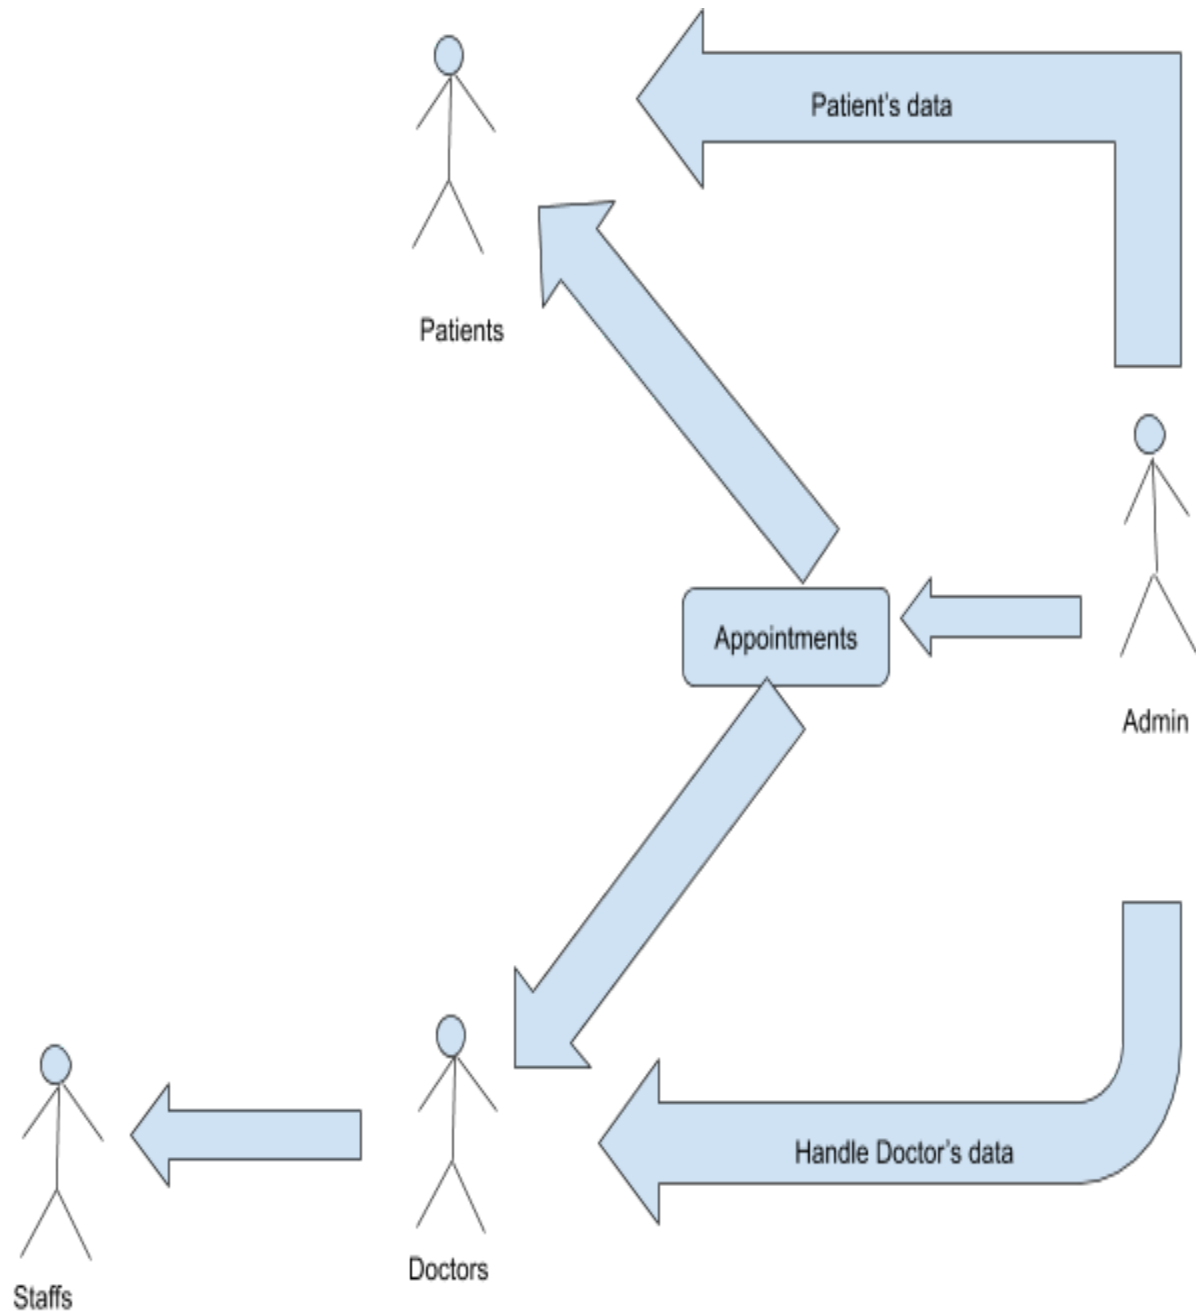 Patient's data
Patients
Appointments
Admin
Handle Doctor's data
Doctors
Staffs